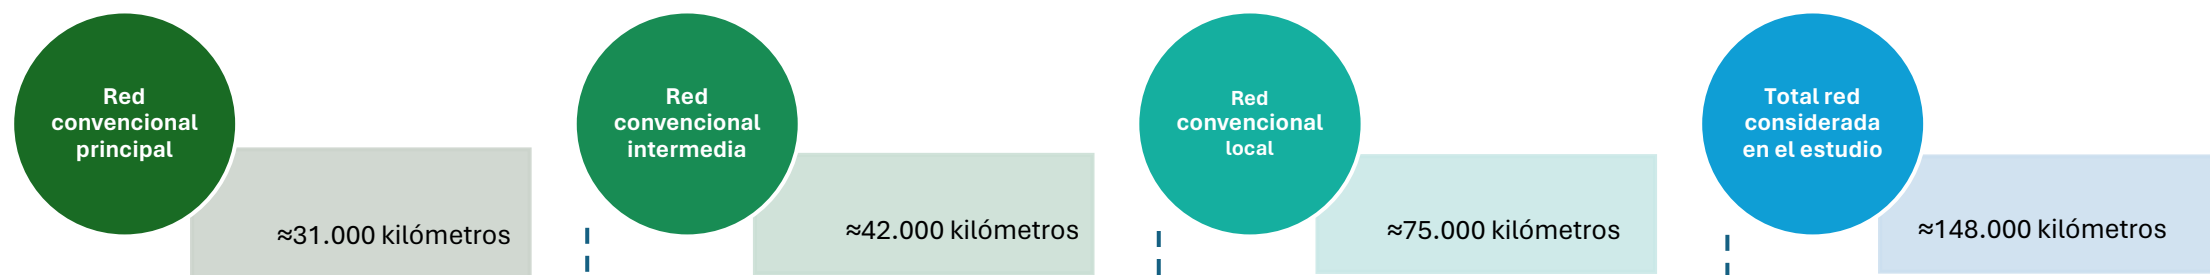 Red
convencional
principal
≈31.000 kilómetros
Red
convencional
intermedia
≈42.000 kilómetros
Red
convencional
local
≈75.000 kilómetros
Total red
considerada
en el estudio
≈148.000 kilómetros